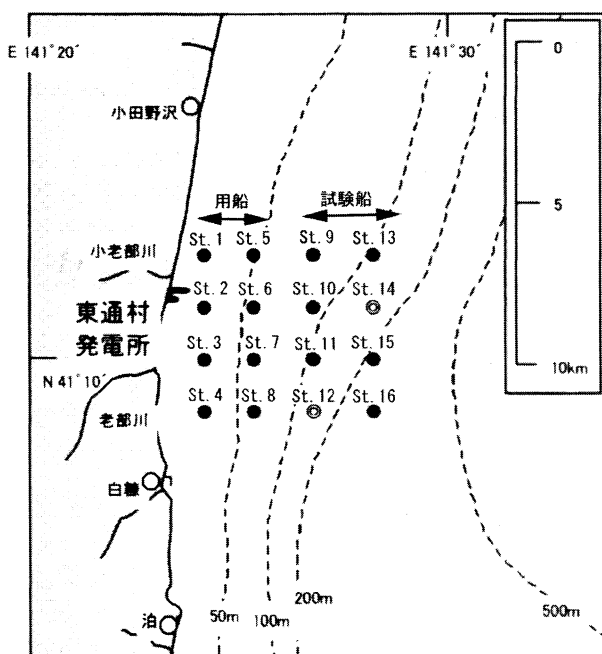 E 141°20′
E 141°30′
0
小田野沢
5
用船
試験船
St.1 St.5 St.9 St.13
小老部川
St.2 St.6 St.10 St.14
東通村
発電所
St.3 St.7 St.11 St.15
10km
N 41°10′
St.4 St.8 St.12 St.16
老部川
白糠
200m
500m
泊
50m
100m